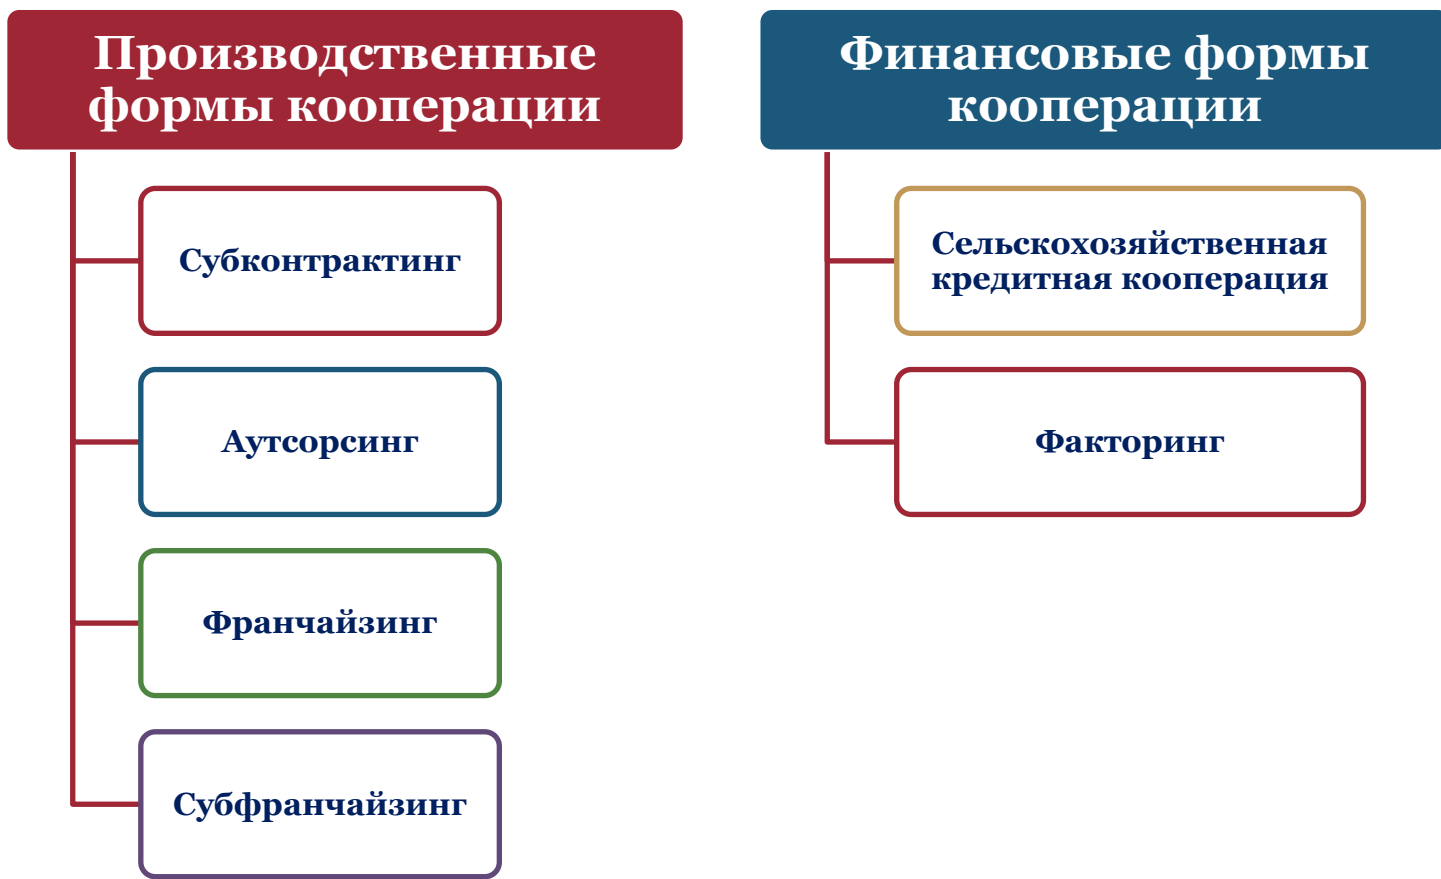 Производственные
формы кооперации
Субконтрактинг
Аутсорсинг
Франчайзинг
Субфранчайзинг
Финансовые формы
кооперации
Сельскохозяйственная
кредитная кооперация
Факторинг